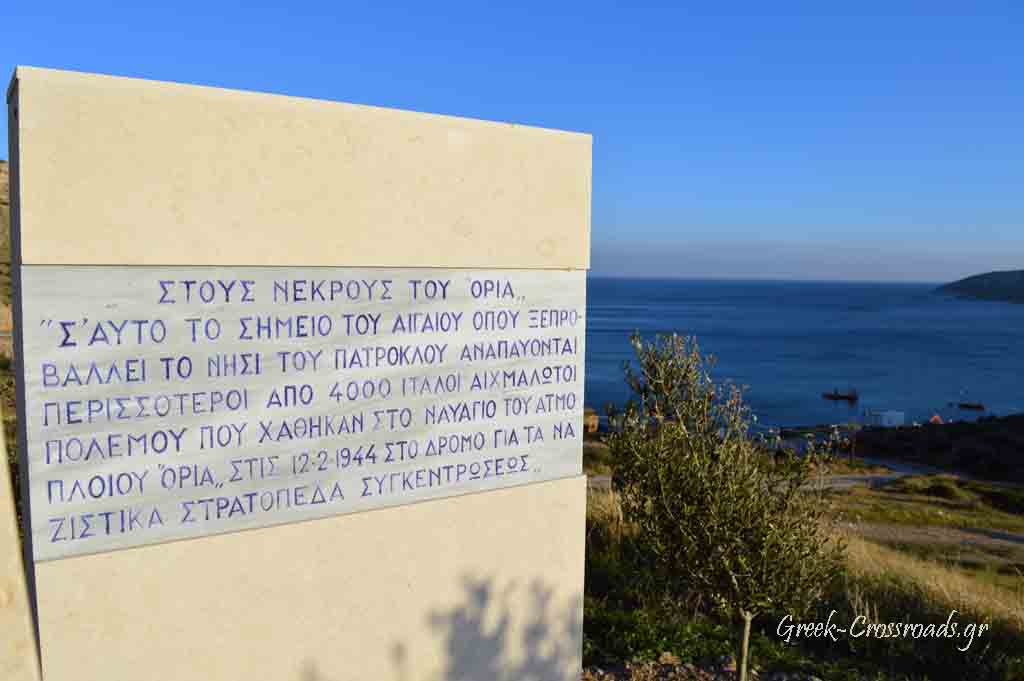 ΣΤΟΥΣ ΝΕΚΡΟΥΣ ΤΟΥ "ΟΡΙΑ„
"Σ'ΑΥΤΟ ΤΟ ΣΗΜΕΙΟ ΤΟΥ ΑΙΓΑΙΟΥ ΟΠΟΥ ΞΕΠΡΟ-
ΒΑΛΛΕΙ ΤΟ ΝΗΣΙ ΤΟΥ ΠΑΤΡΟΚΛΟΥ ΑΝΑΠΑΥΟΝΤΑΙ
ΠΕΡΙΣΣΟΤΕΡΟΙ ΑΠΟ 4000 ΙΤΑΛΟΙ ΑΙΧΜΑΛΩΤΟΙ
ΠΟΛΕΜΟΥ ΠΟΥ ΧΑΘΗΚΑΝ ΣΤΟ ΝΑΥΑΓΙΟ ΤΟΥ ΑΤΜΟ
ΠΛΟΙΟΥ "ΟΡΙΑ„ ΣΤΙΣ 12·2·1944 ΣΤΟ ΔΡΟΜΟ ΓΙΑ ΤΑ ΝΑ
ΖΙΣΤΙΚΑ ΣΤΡΑΤΟΠΕΔΑ ΣΥΓΚΕΝΤΡΩΣΕΩΣ„
Greek-Crossroads.gr